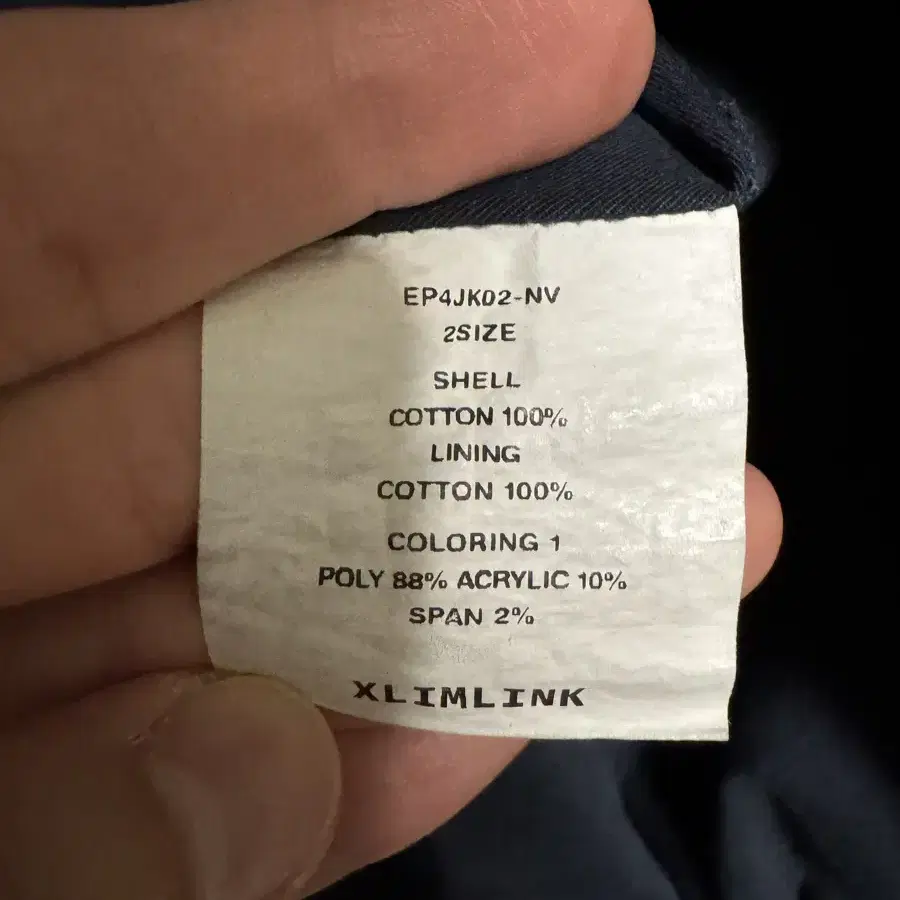 EP4JK02-NV
2SIZE
SHELL
COTTON 100%
LINING
COTTON 100%
COLORING 1
POLY 88% ACRYLIC 10%
SPAN 2%
XLIMLINK